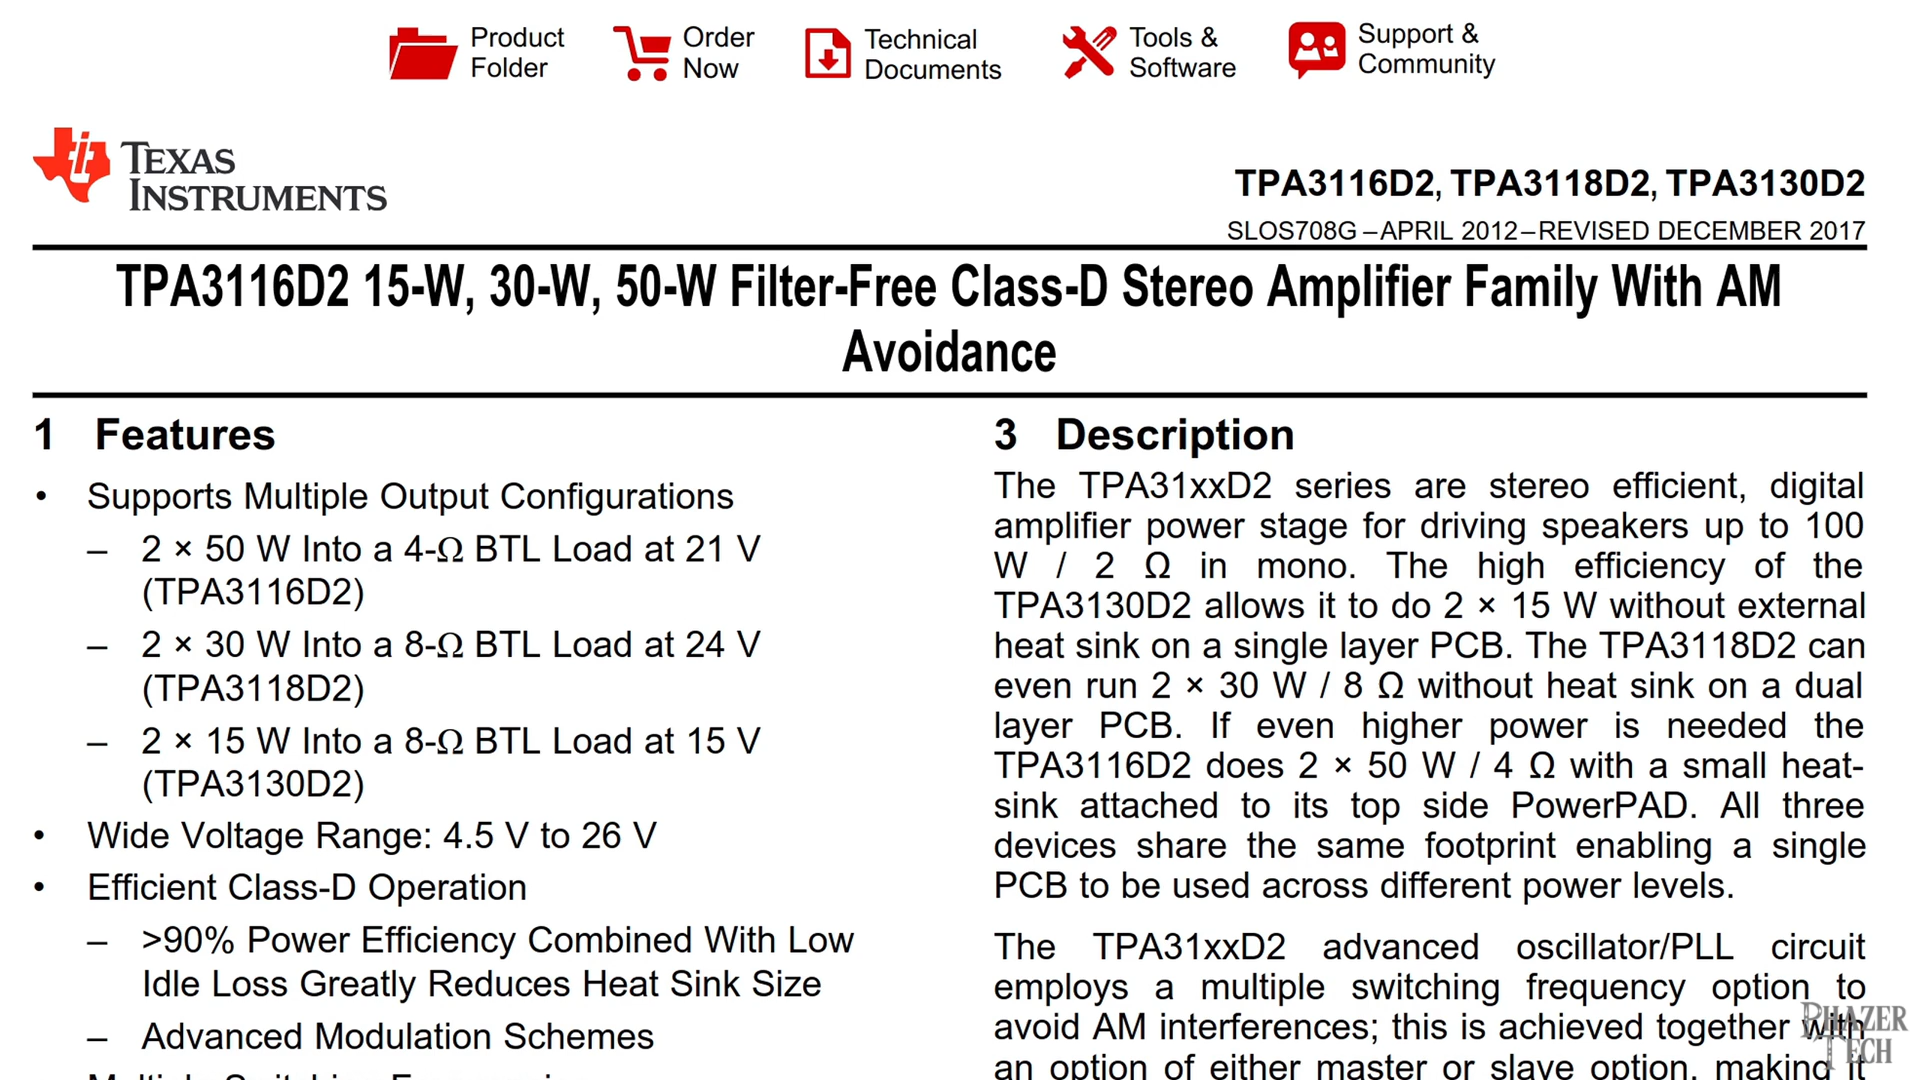 Product
Folder
Order
Now
Technical
Documents
Tools &
Software
Support &
Community
TEXAS
INSTRUMENTS
TPA3116D2, TPA3118D2, TPA3130D2
SLOS708G –APRIL 2012–REVISED DECEMBER 2017
TPA3116D2 15-W, 30-W, 50-W Filter-Free Class-D Stereo Amplifier Family With AM
Avoidance
1 Features
• Supports Multiple Output Configurations
– 2 × 50 W Into a 4-Ω BTL Load at 21 V
(TPA3116D2)
– 2 × 30 W Into a 8-Ω BTL Load at 24 V
(TPA3118D2)
– 2 × 15 W Into a 8-Ω BTL Load at 15 V
(TPA3130D2)
• Wide Voltage Range: 4.5 V to 26 V
• Efficient Class-D Operation
– >90% Power Efficiency Combined With Low
Idle Loss Greatly Reduces Heat Sink Size
– Advanced Modulation Schemes
3 Description
The TPA31xxD2 series are stereo efficient, digital
amplifier power stage for driving speakers up to 100
W / 2 Ω in mono. The high efficiency of the
TPA3130D2 allows it to do 2 × 15 W without external
heat sink on a single layer PCB. The TPA3118D2 can
even run 2 × 30 W / 8 Ω without heat sink on a dual
layer PCB. If even higher power is needed the
TPA3116D2 does 2 × 50 W / 4 Ω with a small heat-
sink attached to its top side PowerPAD. All three
devices share the same footprint enabling a single
PCB to be used across different power levels.
The TPA31xxD2 advanced oscillator/PLL circuit
employs a multiple switching frequency option to
avoid AM interferences; this is achieved together with
an option of either master or slave option, making it
PHAZER
TECH